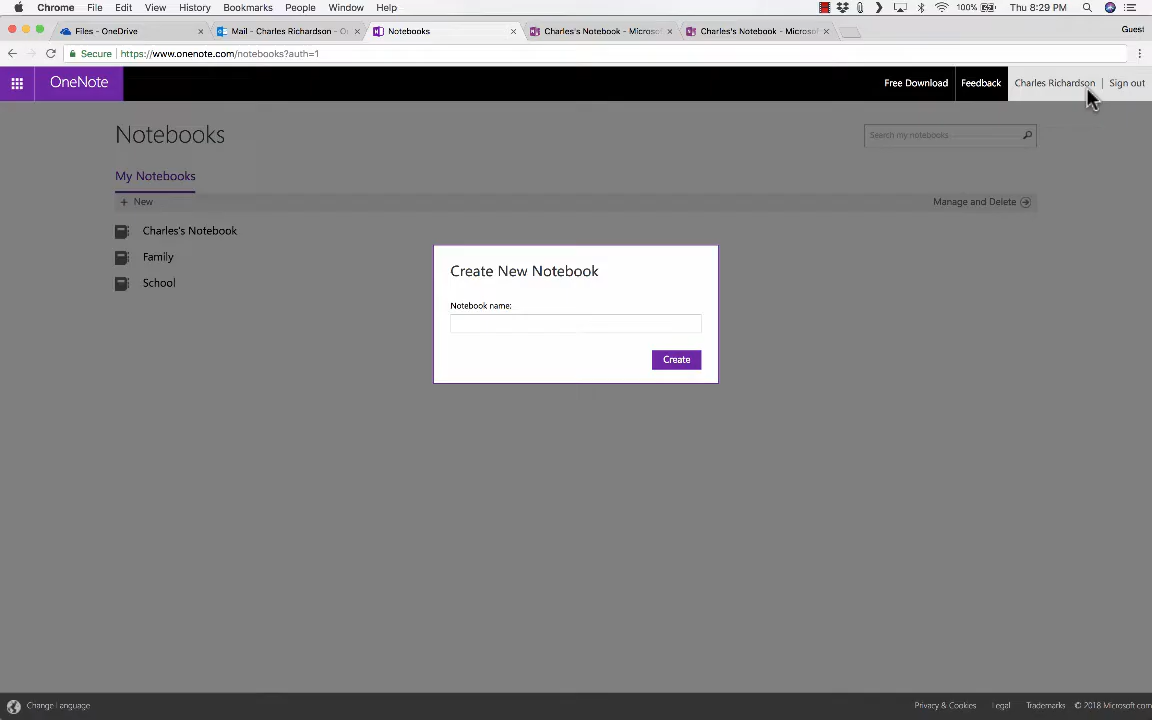 Chrome File Edit View History Bookmarks People Window Help 100% Thu 8:29 PM
Files - OneDrive Mail - Charles Richardson - Ou Notebooks Charles's Notebook - Microsof Charles's Notebook - Microsof Guest
Secure https://www.onenote.com/notebooks?auth=1
OneNote Free Download Feedback Charles Richardson | Sign out
Notebooks Search my notebooks
My Notebooks
+ New Manage and Delete
Charles's Notebook
Family
School
Create New Notebook
Notebook name:
Create
Change Language Privacy & Cookies Legal Trademarks © 2018 Microsoft.com